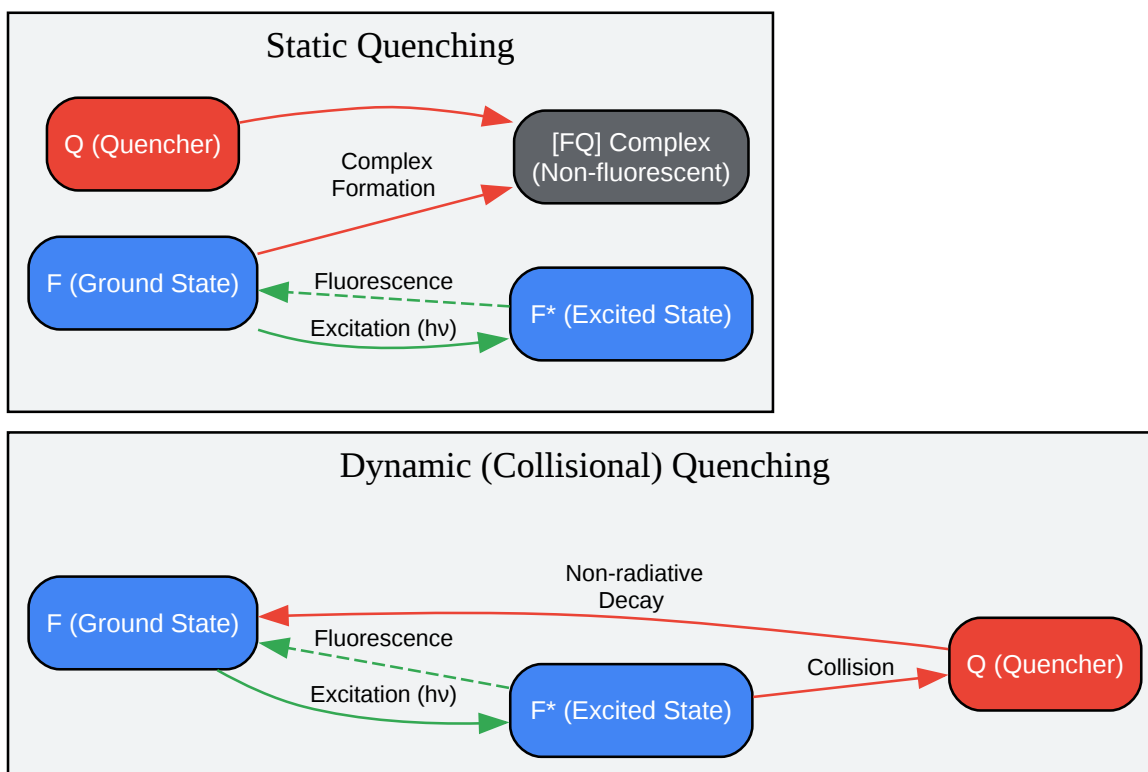 Static Quenching
Q (Quencher)
[FQ] Complex
(Non-fluorescent)
Complex
Formation
F (Ground State)
Fluorescence
F* (Excited State)
Excitation (hν)
Dynamic (Collisional) Quenching
Non-radiative
Decay
F (Ground State)
Fluorescence
Collision
Q (Quencher)
Excitation (hν)
F* (Excited State)